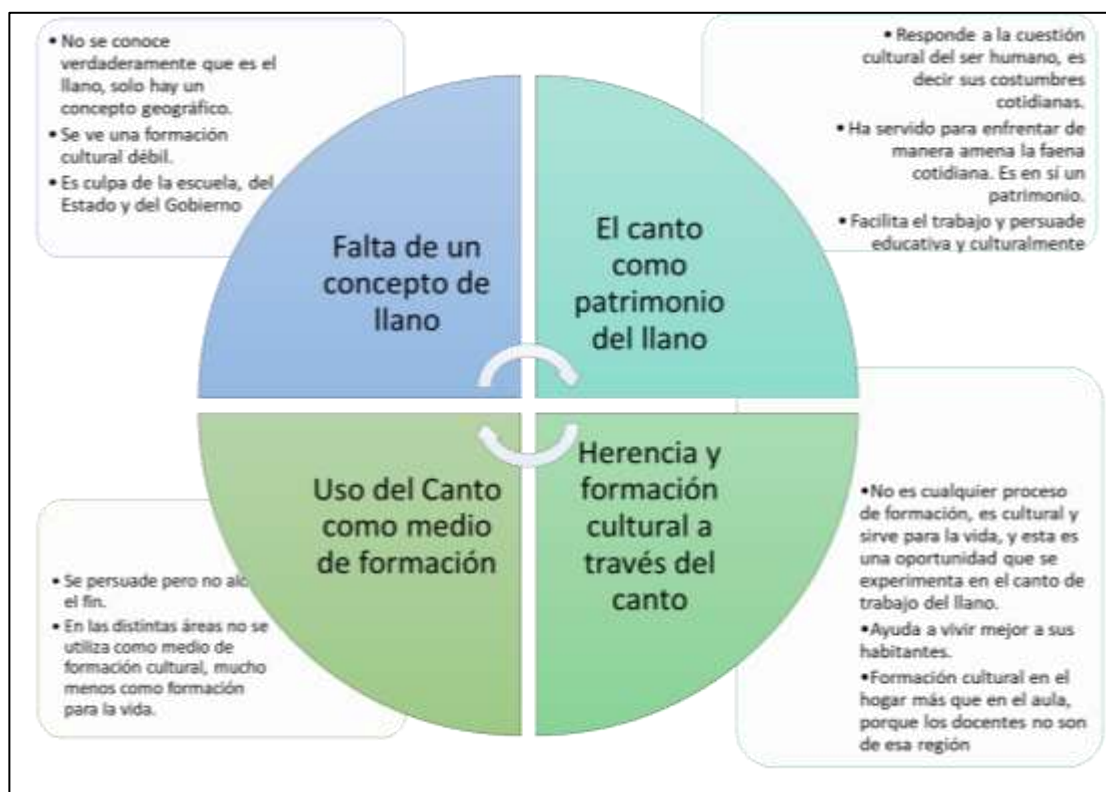 • No se conoce
verdaderamente que es el
llano, solo hay un
concepto geográfico.
• Se ve una formación
cultural débil.
• Es culpa de la escuela, del
Estado y del Gobierno
Falta de un
concepto de
llano
• Responde a la cuestión
cultural del ser humano, es
decir sus costumbres
cotidianas.
• Ha servido para enfrentar de
manera amena la faena
cotidiana. Es en sí un
patrimonio.
• Facilita el trabajo y persuade
educativa y culturalmente
El canto
como
patrimonio
del llano
Uso del Canto
como medio
de formación
• Se persuade pero no
el fin.
• En las distintas áreas no se
utiliza como medio de
formación cultural, mucho
menos como formación
para la vida.
Herencia y
formación
cultural a
través del
canto
•No es cualquier proceso
de formación, es cultural y
sirve para la vida, y esta es
una oportunidad que se
experimenta en el canto de
trabajo del llano.
•Ayuda a vivir mejor a sus
habitantes.
•Formación cultural en el
hogar más que en el aula,
porque los docentes no son
de esa región